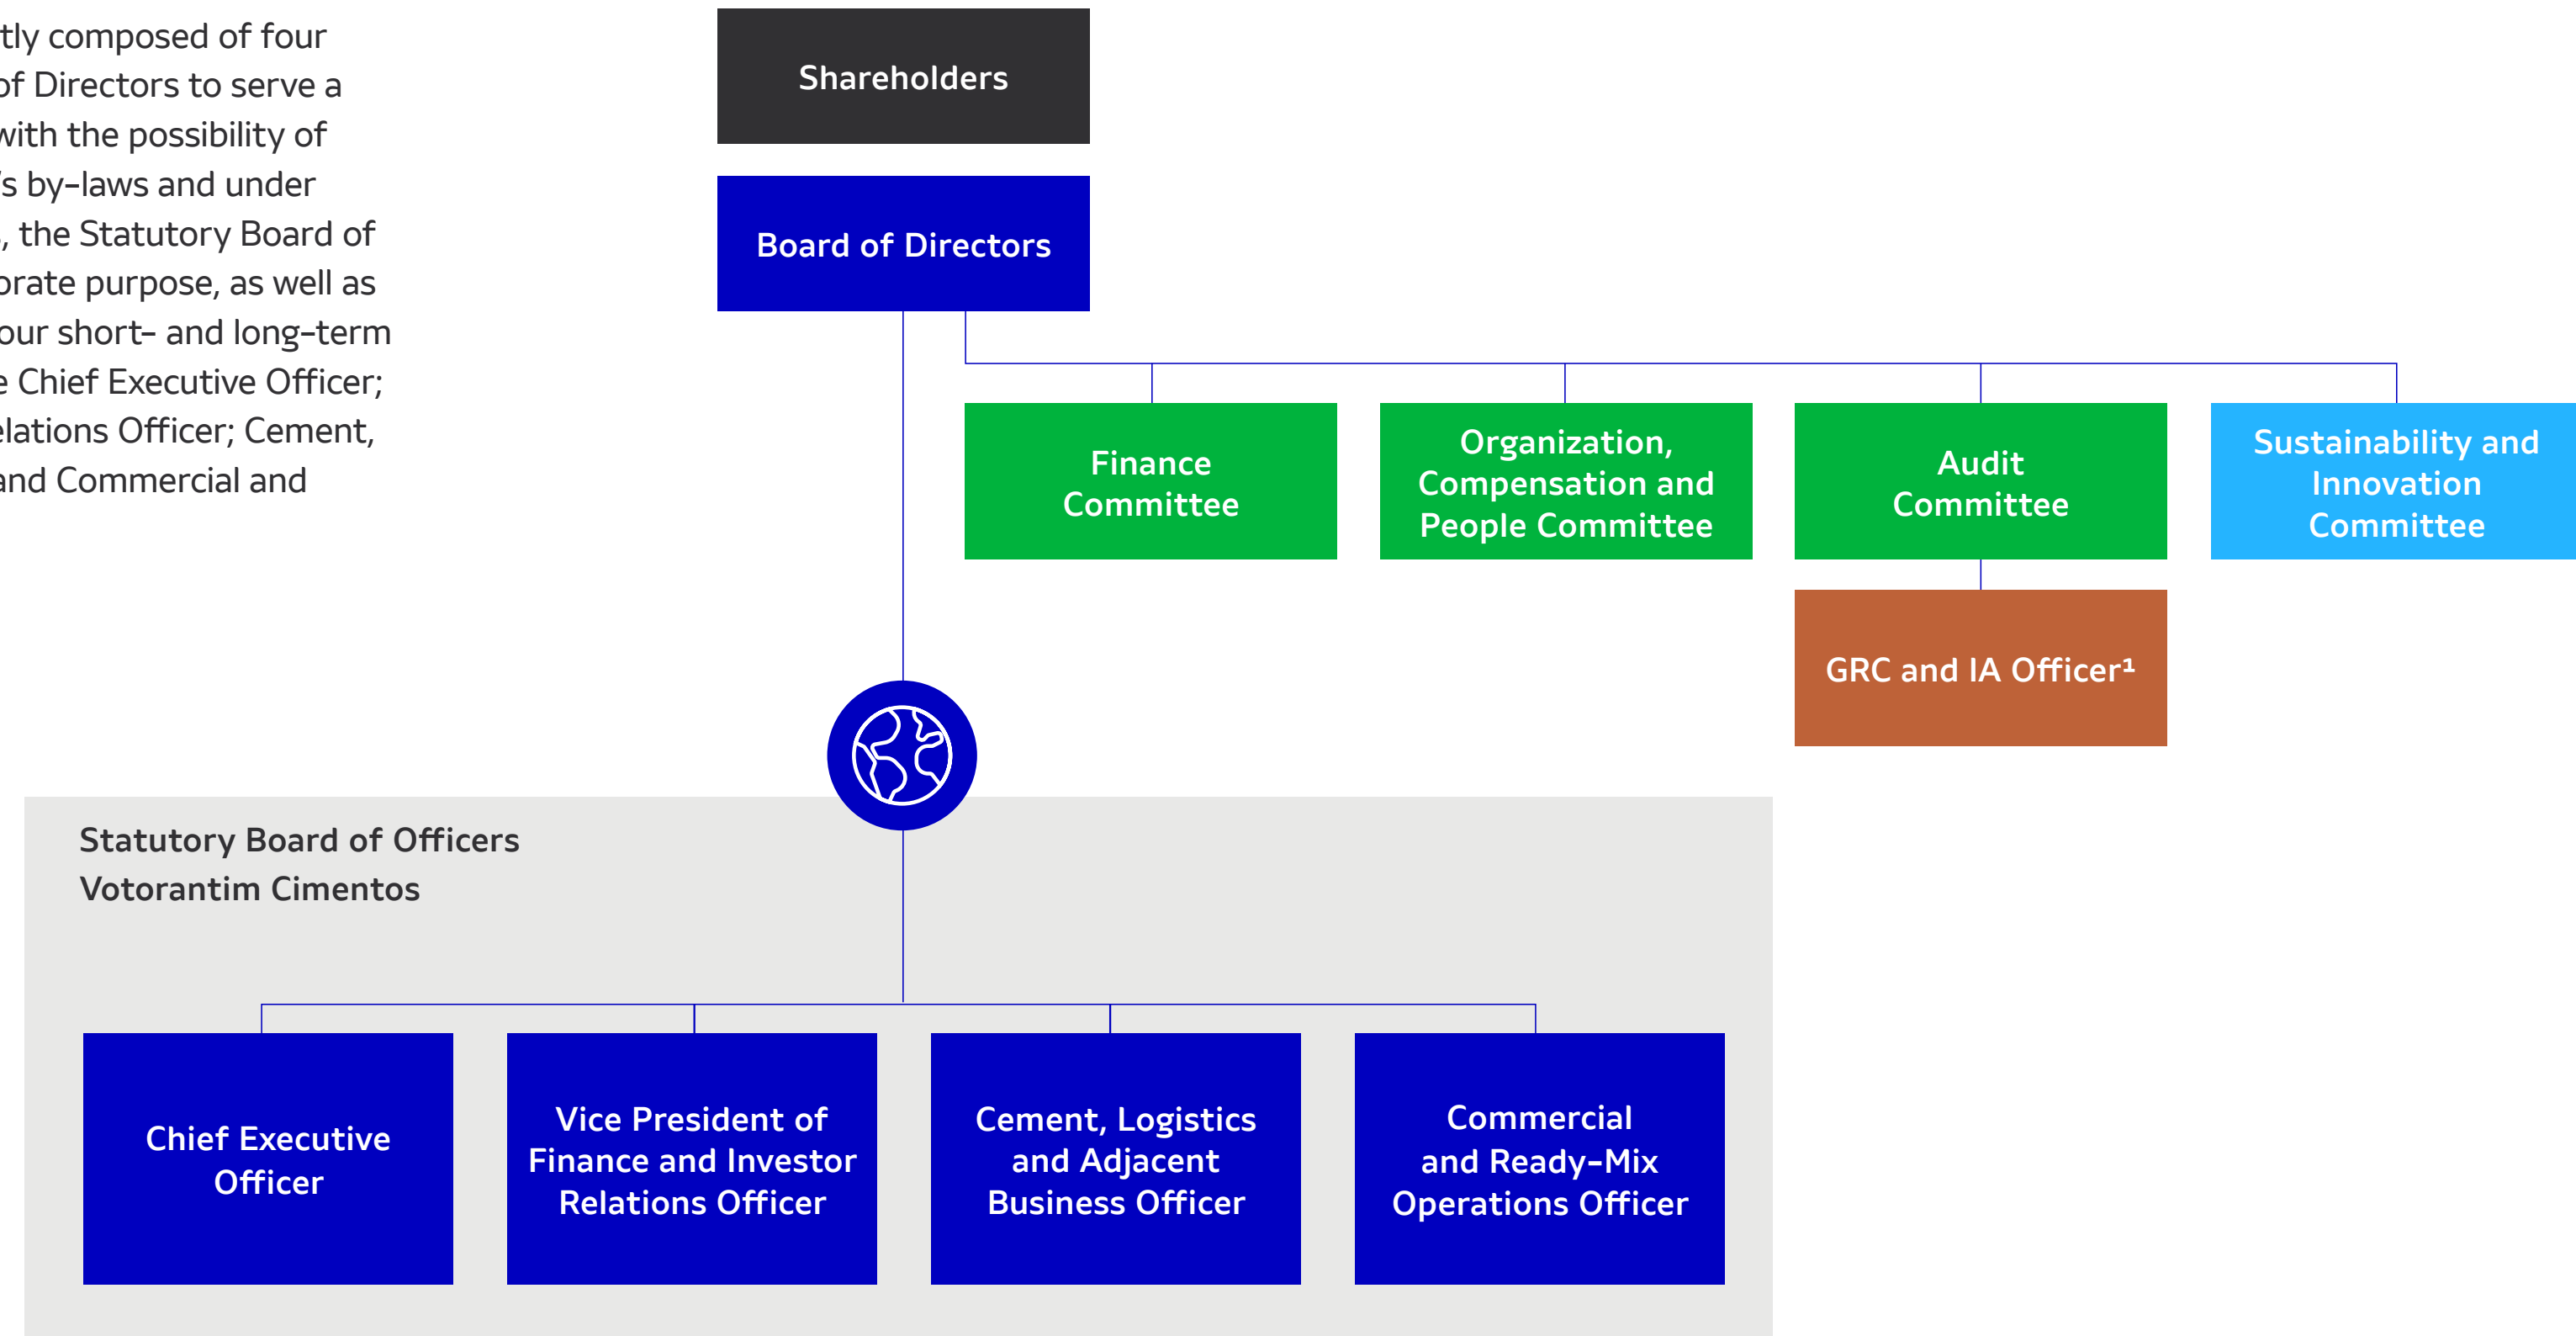 tly composed of four
of Directors to serve a
with the possibility of
's by-laws and under
, the Statutory Board of
orate purpose, as well as
our short- and long-term
e Chief Executive Officer;
elations Officer; Cement,
and Commercial and
Shareholders
Board of Directors
Finance
Committee
Organization,
Compensation and
People Committee
Audit
Committee
Sustainability and
Innovation
Committee
GRC and IA Officer¹
Statutory Board of Officers
Votorantim Cimentos
Chief Executive
Officer
Vice President of
Finance and Investor
Relations Officer
Cement, Logistics
and Adjacent
Business Officer
Commercial
and Ready-Mix
Operations Officer